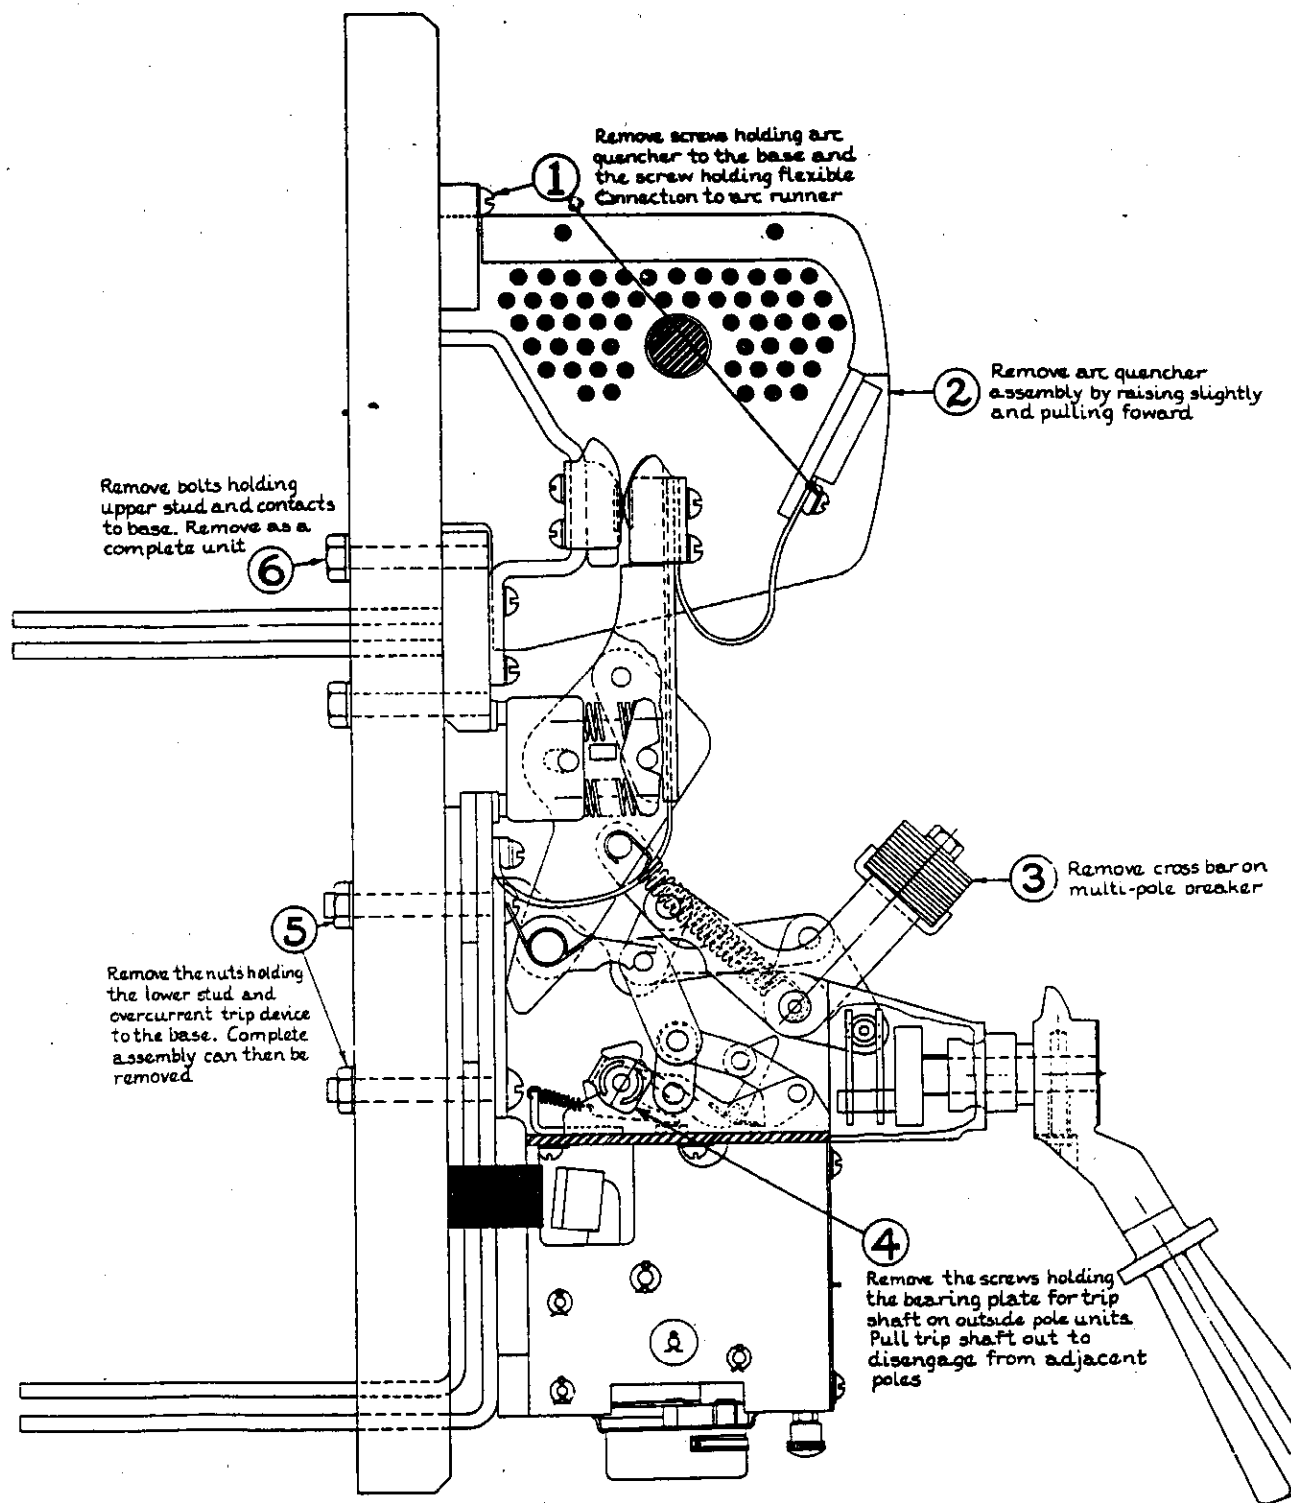 1
Remove screws holding arc
quencher to the base and
the screw holding flexible
connection to arc runner
2
Remove arc quencher
assembly by raising slightly
and pulling foward
Remove bolts holding
upper stud and contacts
to base. Remove as a
complete unit
6
3
Remove cross bar on
multi-pole breaker
5
Remove the nuts holding
the lower stud and
overcurrent trip device
to the base. Complete
assembly can then be
removed
4
Remove the screws holding
the bearing plate for trip
shaft on outside pole units
Pull trip shaft out to
disengage from adjacent
poles